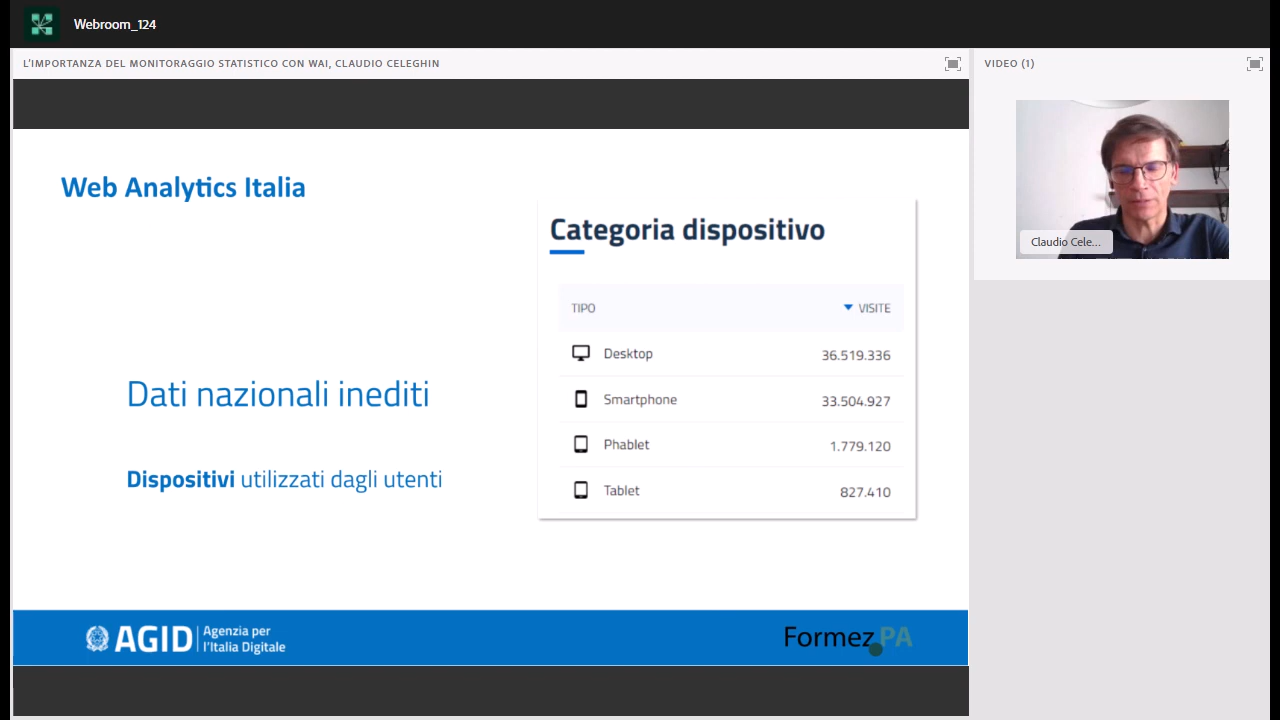 Webroom_124
L'IMPORTANZA DEL MONITORAGGIO STATISTICO CON WAI, CLAUDIO CELEGHIN
VIDEO (1)
Claudio Cele...
Web Analytics Italia
Dati nazionali inediti
Dispositivi utilizzati dagli utenti
Categoria dispositivo
TIPO VISITE
Desktop 36.519.336
Smartphone 33.504.927
Phablet 1.779.120
Tablet 827.410
AGID Agenzia per
l'Italia Digitale
Formez PA